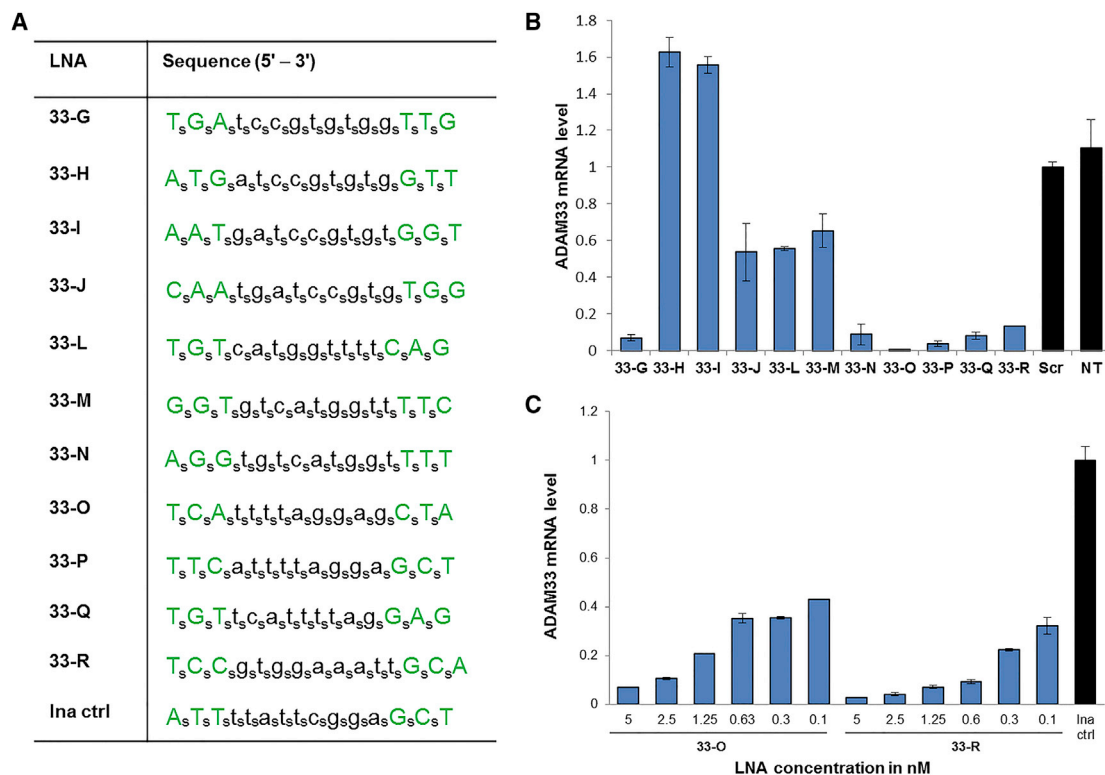 A
LNA
Sequence (5' – 3')
33-G
TsGsAstscscsgstsgstsgsgsTsTsG
33-H
AsTsGsastscscsgstsgstsgsGsTsT
33-I
AsAsTsgsastscscsgstsgstsGsGsT
33-J
CsAsAstsgsastscscsgstsgsTsGsG
33-L
TsGsTscsastsgsgststststsCsAsG
33-M
GsGsTsgstscsastsgsgststsTsTsC
33-N
AsGsGstsgstscsastsgsgstsTsTsT
33-O
TsCsAststststsasgsgsasgsCsTsA
33-P
TsTsCsaststststsasgsgsasGsCsT
33-Q
TsGsTstscsaststststsasgsGsAsG
33-R
TsCsCsgstsgsgsasasaststsGsCsA
lna ctrl
AsTsTststsaststscsgsgsasGsCsT
B
ADAM33 mRNA level
1.8
1.6
1.4
1.2
1
0.8
0.6
0.4
0.2
0
33-G 33-H 33-I 33-J 33-L 33-M 33-N 33-O 33-P 33-Q 33-R Scr NT
C
ADAM33 mRNA level
1.2
1
0.8
0.6
0.4
0.2
0
5 2.5 1.25 0.63 0.3 0.1 5 2.5 1.25 0.6 0.3 0.1 lna
ctrl
33-O 33-R
LNA concentration in nM